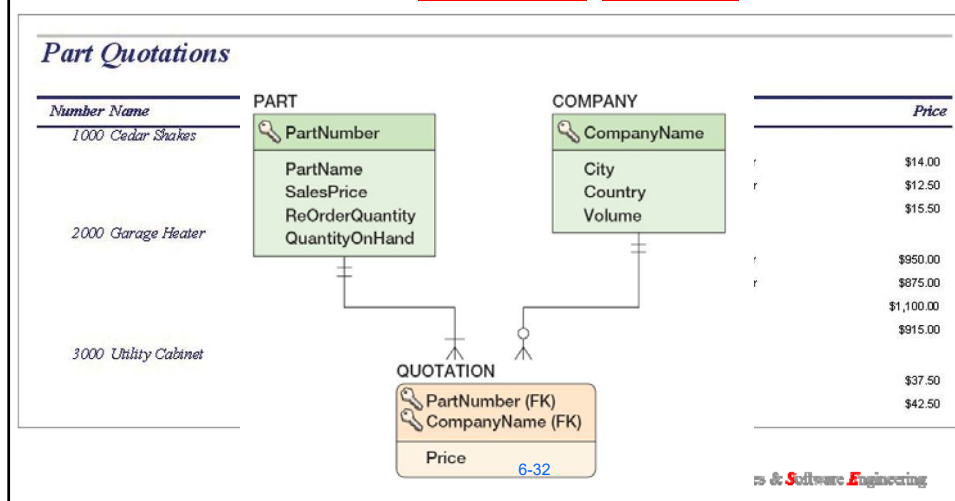 Part Quotations
Number Name
Price
1000 Cedar Shakes
$14.00
$12.50
$15.50
2000 Garage Heater
$950.00
$875.00
$1,100.00
$915.00
3000 Utility Cabinet
$37.50
$42.50
PART
PartNumber
PartName
SalesPrice
ReOrderQuantity
QuantityOnHand
COMPANY
CompanyName
City
Country
Volume
QUOTATION
PartNumber (FK)
CompanyName (FK)
Price
6-32
& Software Engineering